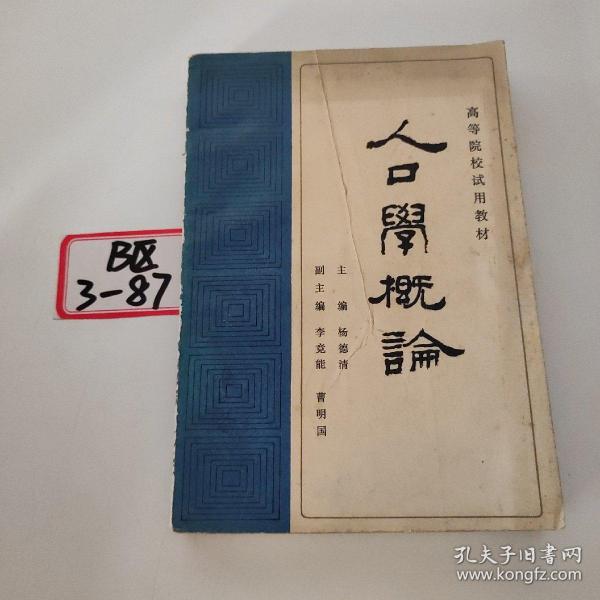 高等院校试用教材
人口學概論
主编 杨德清
副主编 李竞能 曹明国
B区
3-87
孔夫子旧书网
www.kongfz.com